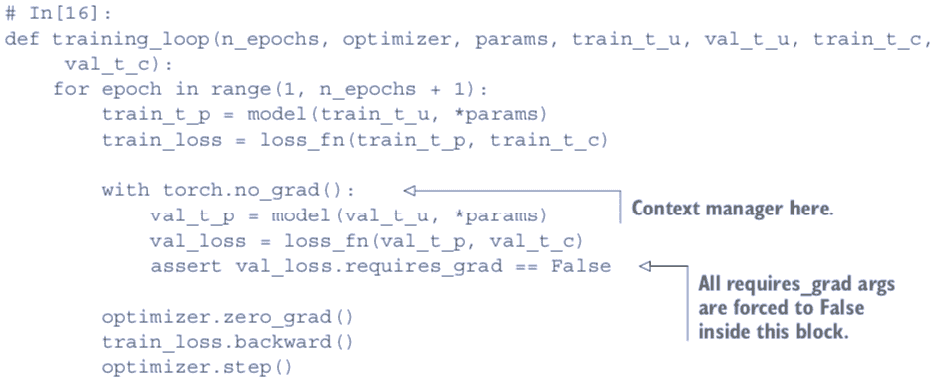 # In[16]:
def training_loop(n_epochs, optimizer, params, train_t_u, val_t_u, train_t_c,
     val_t_c):
    for epoch in range(1, n_epochs + 1):
        train_t_p = model(train_t_u, *params)
        train_loss = loss_fn(train_t_p, train_t_c)
        with torch.no_grad():
Context manager here.
            val_t_p = model(val_t_u, *params)
            val_loss = loss_fn(val_t_p, val_t_c)
            assert val_loss.requires_grad == False
All requires_grad args
are forced to False
inside this block.
        optimizer.zero_grad()
        train_loss.backward()
        optimizer.step()